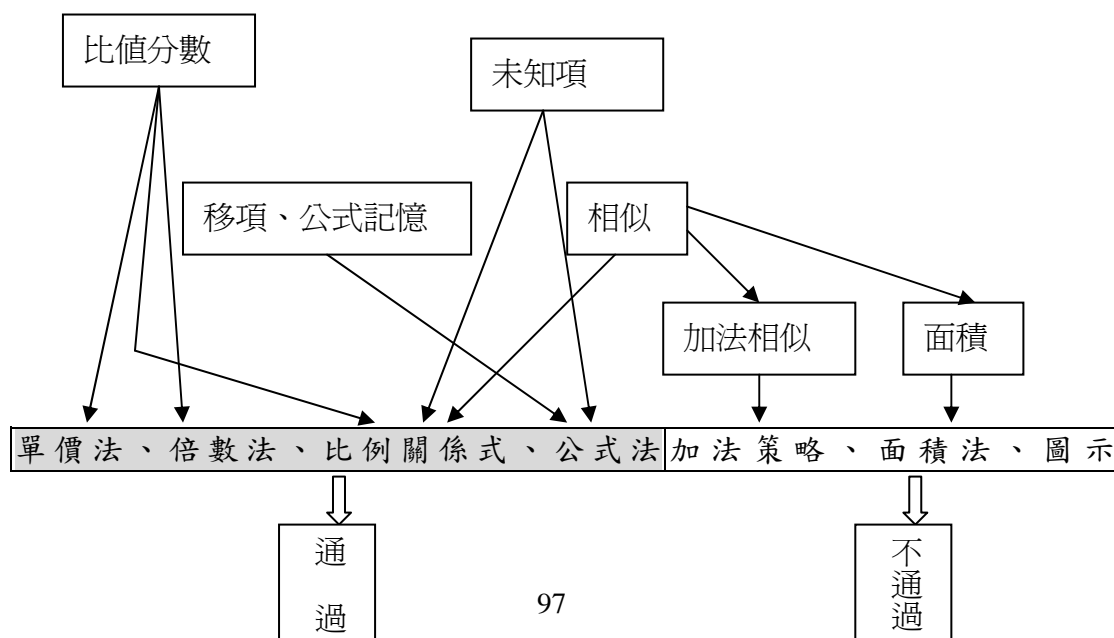 比值分數
未知項
移項、公式記憶
相似
加法相似
面積
單價法、倍數法、比例關係式、公式法加法策略、面積法、圖示
通過
不通過
97